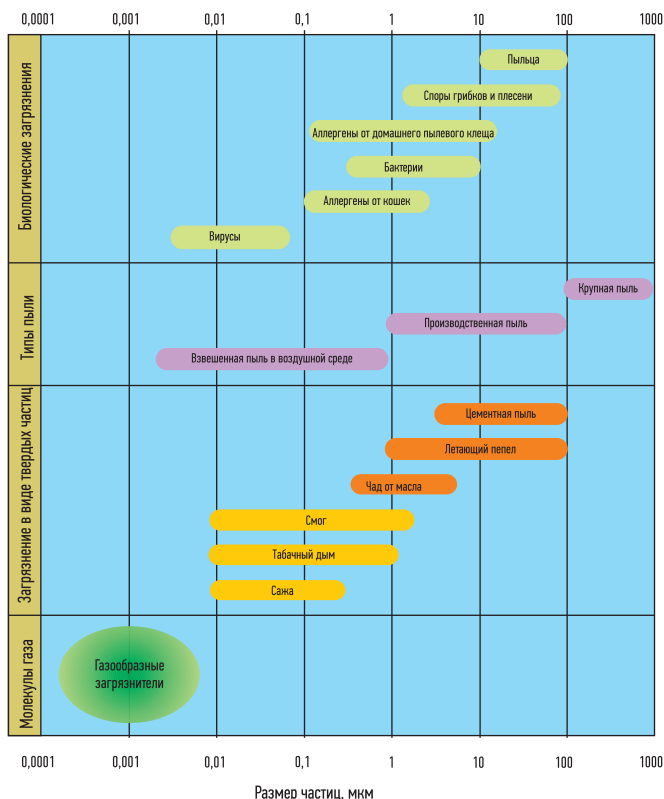 0,0001 0,001 0,01 0,1 1 10 100 1000
Биологические загрязнения
Пыльца
Споры грибков и плесени
Аллергены от домашнего пылевого клеща
Бактерии
Аллергены от кошек
Вирусы
Типы пыли
Крупная пыль
Производственная пыль
Взвешенная пыль в воздушной среде
Загрязнение в виде твердых частиц
Цементная пыль
Летающий пепел
Чад от масла
Смог
Табачный дым
Сажа
Молекулы газа
Газообразные
загрязнители
0,0001 0,001 0,01 0,1 1 10 100 1000
Размер частиц, мкм